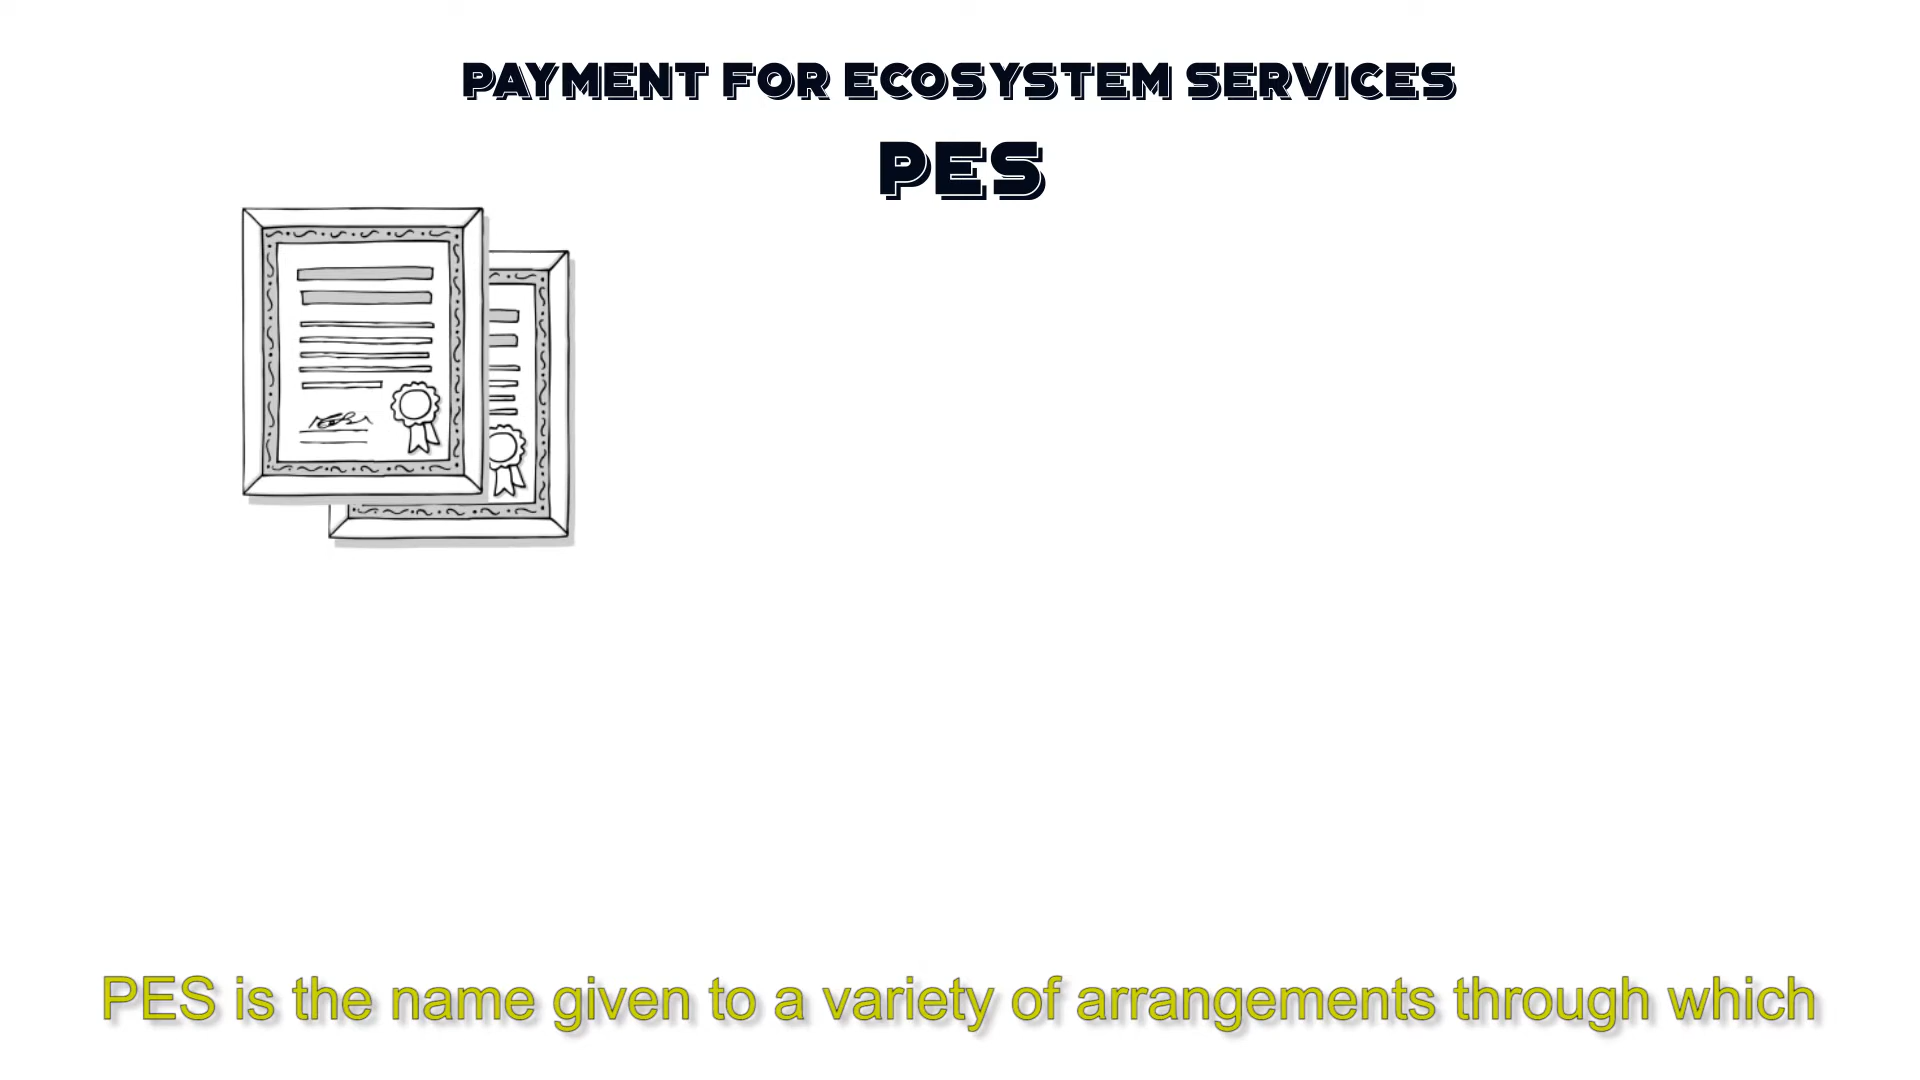 PAYMENT FOR ECOSYSTEM SERVICES
PES
PES is the name given to a variety of arrangements through which